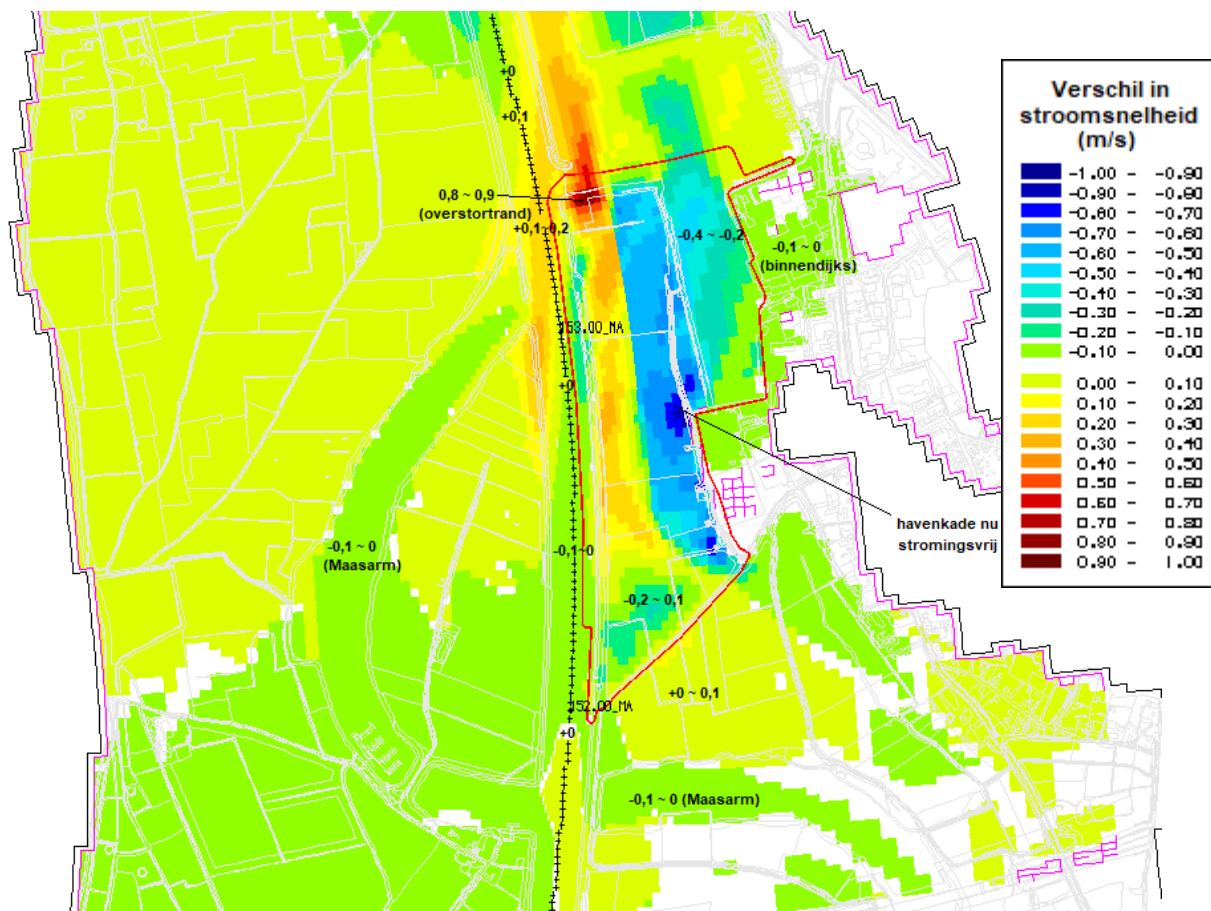 +0
+0,1
0,8 ~ 0,9
(overstortrand)
+0,1~0,2
-0,4 ~ -0,2
-0,1 ~ 0
(binnendijks)
153.00_MA
+0
-0,1 ~ 0
(Maasarm)
-0,1~0
havenkade nu
stromingsvrij
-0,2 ~ 0,1
+0 ~ 0,1
152.00_MA
+0
-0,1 ~ 0 (Maasarm)
Verschil in
stroomsnelheid
(m/s)
-1.00 - -0.90
-0.90 - -0.80
-0.80 - -0.70
-0.70 - -0.60
-0.60 - -0.50
-0.50 - -0.40
-0.40 - -0.30
-0.30 - -0.20
-0.20 - -0.10
-0.10 - 0.00
0.00 - 0.10
0.10 - 0.20
0.20 - 0.30
0.30 - 0.40
0.40 - 0.50
0.50 - 0.60
0.60 - 0.70
0.70 - 0.80
0.80 - 0.90
0.90 - 1.00